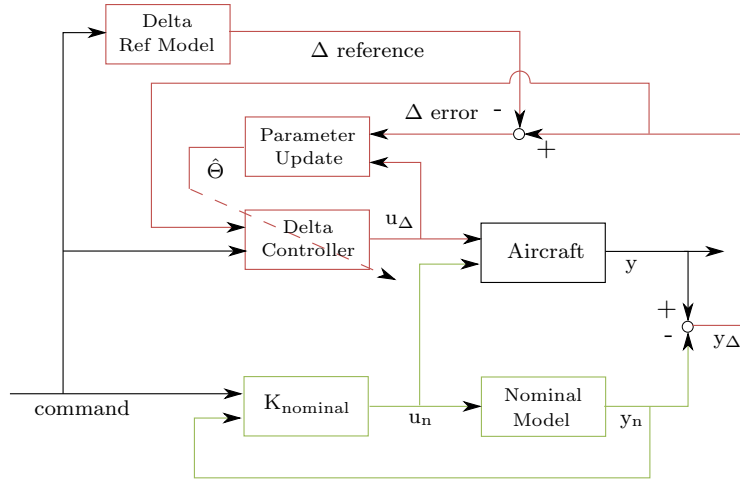 Delta
Ref Model
Δ reference
Δ error
-
+
Parameter
Update
Θ̂
Delta
Controller
u_Δ
Aircraft
y
+
-
y_Δ
command
K_nominal
u_n
Nominal
Model
y_n